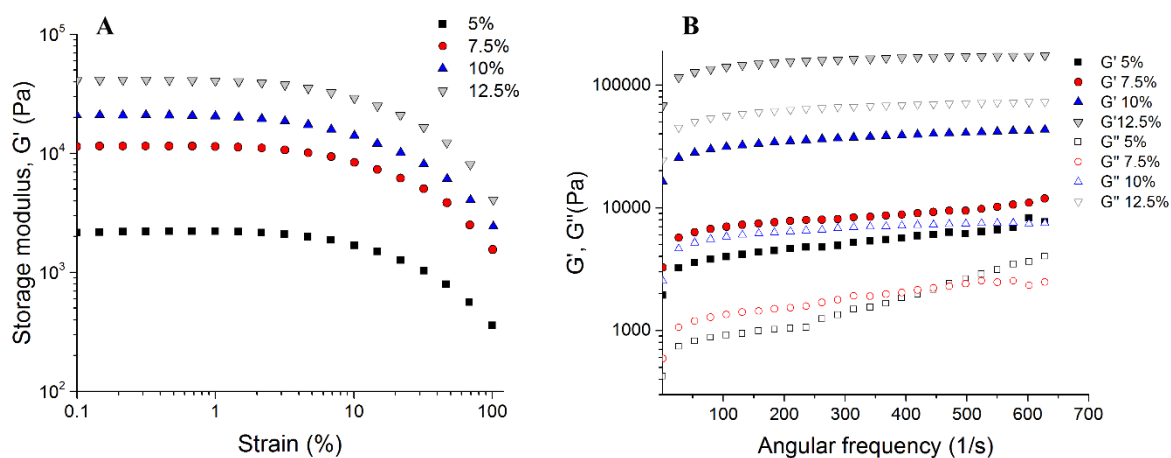 A
5%
7.5%
10%
12.5%
10^5
10^4
10^3
10^2
Storage modulus, G' (Pa)
0.1
1
10
100
Strain (%)
B
G' 5%
G' 7.5%
G' 10%
G'12.5%
G'' 5%
G'' 7.5%
G'' 10%
G'' 12.5%
100000
10000
1000
G', G''(Pa)
100
200
300
400
500
600
700
Angular frequency (1/s)